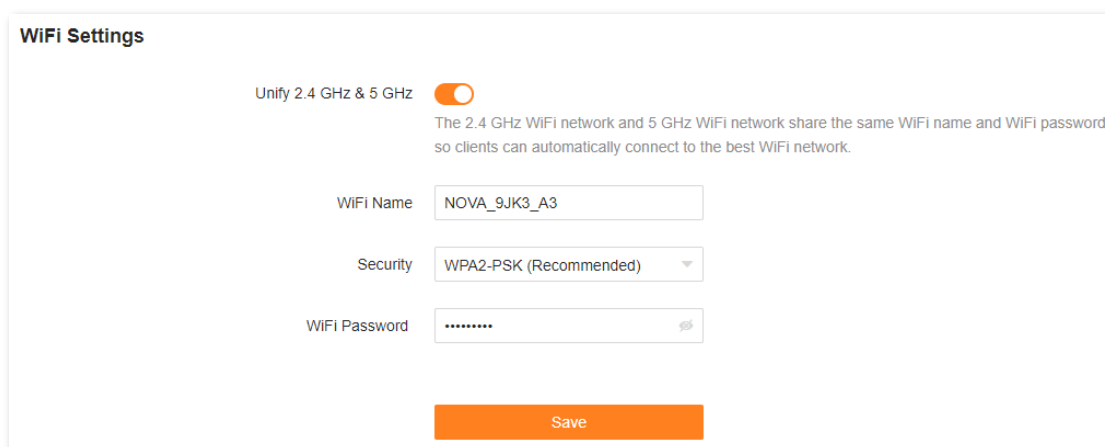 WiFi Settings
Unify 2.4 GHz & 5 GHz
The 2.4 GHz WiFi network and 5 GHz WiFi network share the same WiFi name and WiFi password
so clients can automatically connect to the best WiFi network.
WiFi Name NOVA_9JK3_A3
Security WPA2-PSK (Recommended)
WiFi Password •••••••••
Save